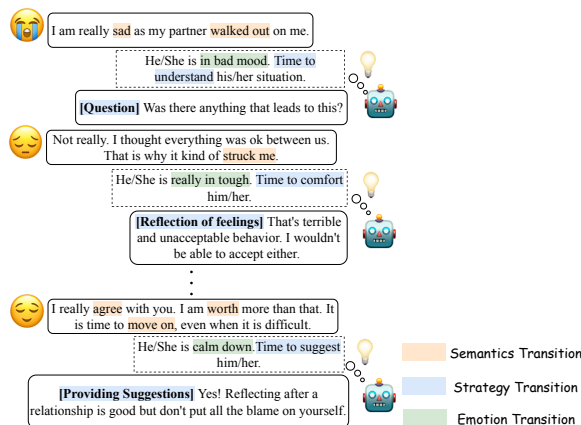 I am really sad as my partner walked out on me.
He/She is in bad mood. Time to
understand his/her situation.
[Question] Was there anything that leads to this?
Not really. I thought everything was ok between us.
That is why it kind of struck me.
He/She is really in tough. Time to comfort
him/her.
[Reflection of feelings] That's terrible
and unacceptable behavior. I wouldn't
be able to accept either.
I really agree with you. I am worth more than that. It
is time to move on, even when it is difficult.
He/She is calm down.Time to suggest
him/her.
[Providing Suggestions] Yes! Reflecting after a
relationship is good but don't put all the blame on yourself.
Semantics Transition
Strategy Transition
Emotion Transition